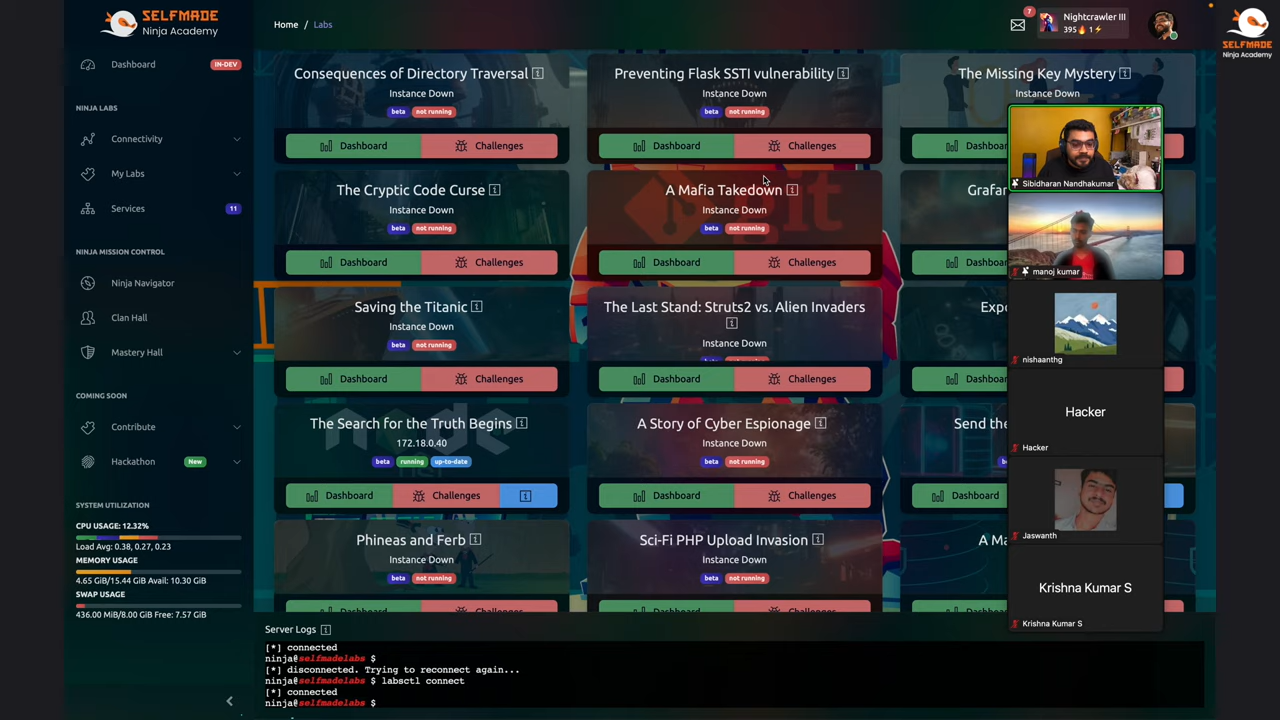 SELFMADE
Ninja Academy
Home / Labs
7
Nightcrawler III
395 1
SELFMADE
Ninja Academy
Dashboard
IN-DEV
NINJA LABS
Connectivity
My Labs
Services
11
NINJA MISSION CONTROL
Ninja Navigator
Clan Hall
Mastery Hall
COMING SOON
Contribute
Hackathon
New
SYSTEM UTILIZATION
CPU USAGE: 12.32%
Load Avg: 0.38, 0.27, 0.23
MEMORY USAGE
4.65 GiB/15.44 GiB Avail: 10.30 GiB
SWAP USAGE
436.00 MiB/8.00 GiB Free: 7.57 GiB
Consequences of Directory Traversal
Instance Down
beta not running
Dashboard Challenges
Preventing Flask SSTI vulnerability
Instance Down
beta not running
Dashboard Challenges
The Missing Key Mystery
Instance Down
Dashboard
The Cryptic Code Curse
Instance Down
beta not running
Dashboard Challenges
A Mafia Takedown
Instance Down
beta not running
Dashboard Challenges
Grafan
Dashboard
Saving the Titanic
Instance Down
beta not running
Dashboard Challenges
The Last Stand: Struts2 vs. Alien Invaders
Instance Down
Dashboard Challenges
Expo
Dashboard
The Search for the Truth Begins
172.18.0.40
beta running up-to-date
Dashboard Challenges
A Story of Cyber Espionage
Instance Down
beta not running
Dashboard Challenges
Send the
Dashboard
Phineas and Ferb
Instance Down
beta not running
Sci-Fi PHP Upload Invasion
Instance Down
beta not running
A Ma
Sibidharan Nandhakumar
manoj kumar
nishaanthg
Hacker
Hacker
Jaswanth
Krishna Kumar S
Krishna Kumar S
Server Logs
[*] connected
ninja@selfmadelabs $
[*] disconnected. Trying to reconnect again...
ninja@selfmadelabs $ labsctl connect
[*] connected
ninja@selfmadelabs $